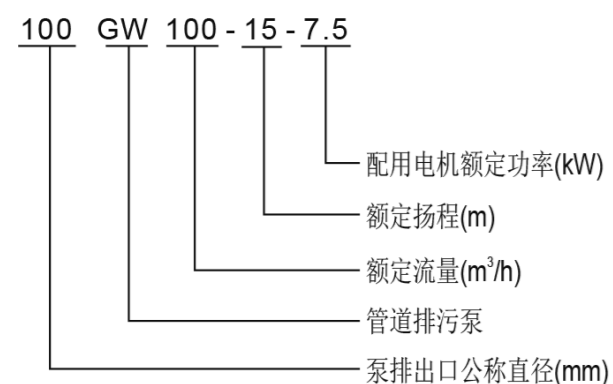 100 GW 100-15-7.5
配用电机额定功率(kW)
额定扬程(m)
额定流量(m³/h)
管道排污泵
泵排出口公称直径(mm)